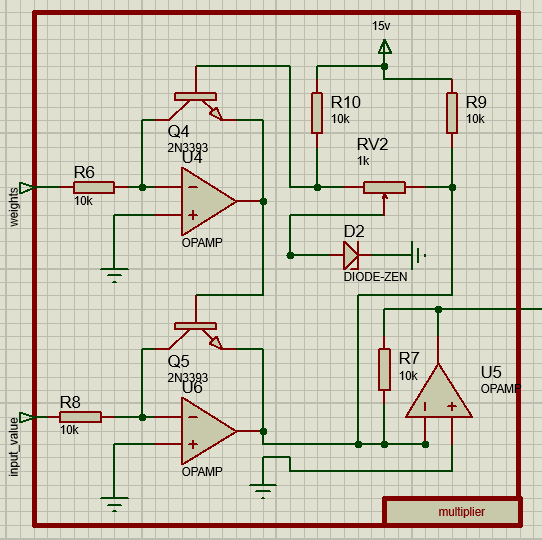 15v
R10
10k
R9
10k
Q4
2N3393
U4
RV2
1k
weights
R6
10k
OPAMP
D2
DIODE-ZEN
Q5
2N3393
U6
R7
10k
U5
OPAMP
input_value
R8
10k
OPAMP
multiplier